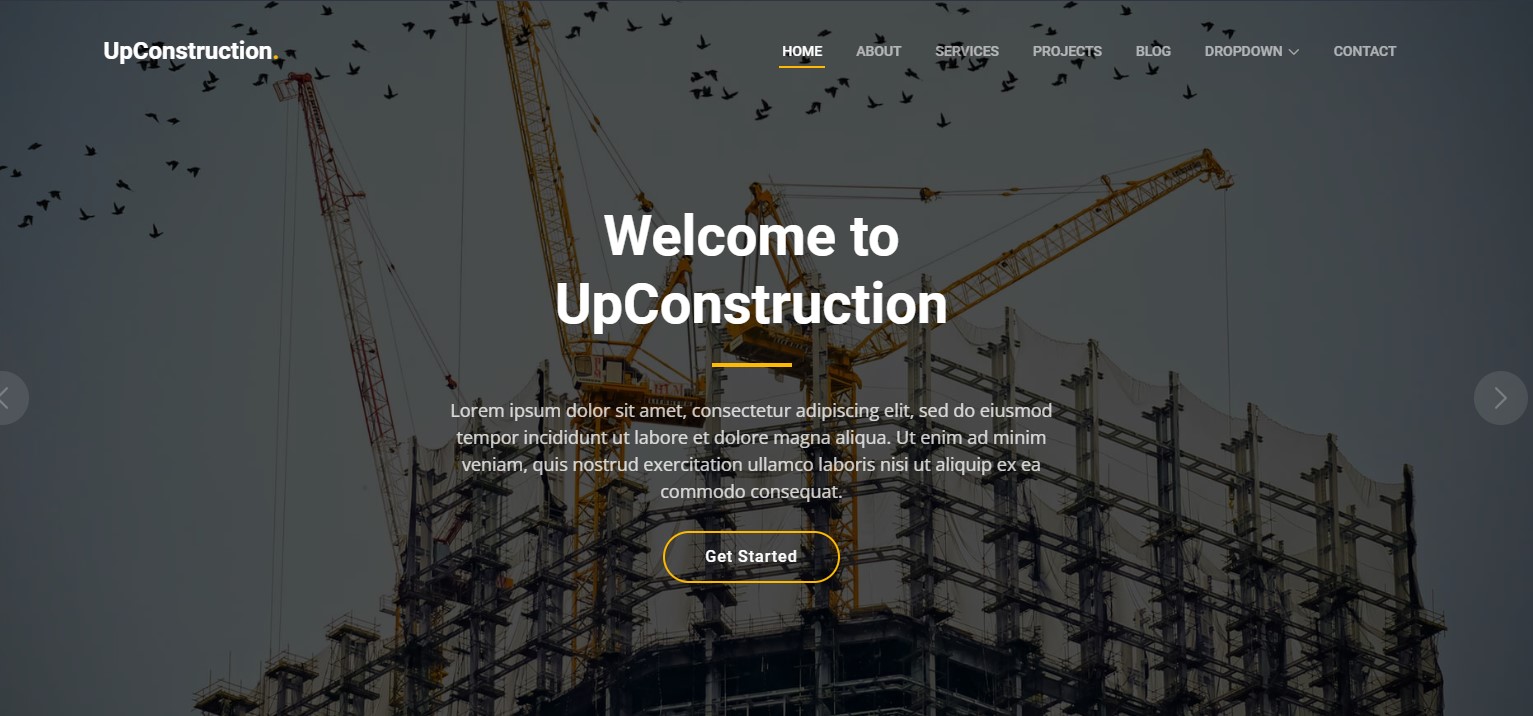 UpConstruction.
HOME ABOUT SERVICES PROJECTS BLOG DROPDOWN CONTACT
Welcome to
UpConstruction
Lorem ipsum dolor sit amet, consectetur adipiscing elit, sed do eiusmod
tempor incididunt ut labore et dolore magna aliqua. Ut enim ad minim
veniam, quis nostrud exercitation ullamco laboris nisi ut aliquip ex ea
commodo consequat.
Get Started